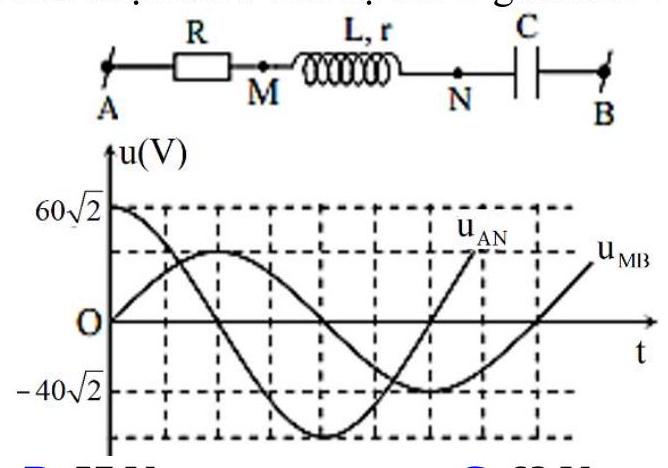 R L, r C
A M N B
u(V)
60√2
u_AN
u_MB
O
t
−40√2